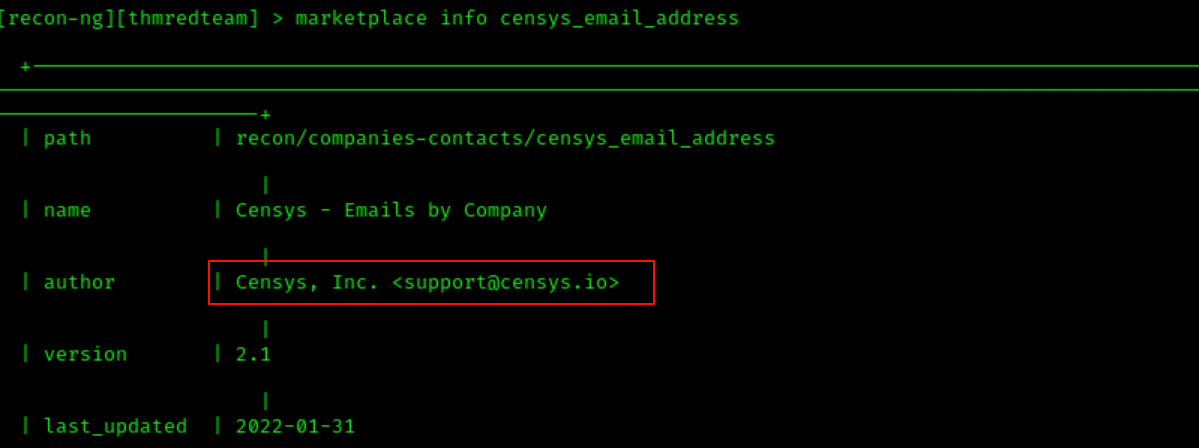 [recon-ng][thmredteam] > marketplace info censys_email_address
| path | recon/companies-contacts/censys_email_address
|
| name | Censys - Emails by Company
|
| author | Censys, Inc. <support@censys.io>
|
| version | 2.1
|
| last_updated | 2022-01-31